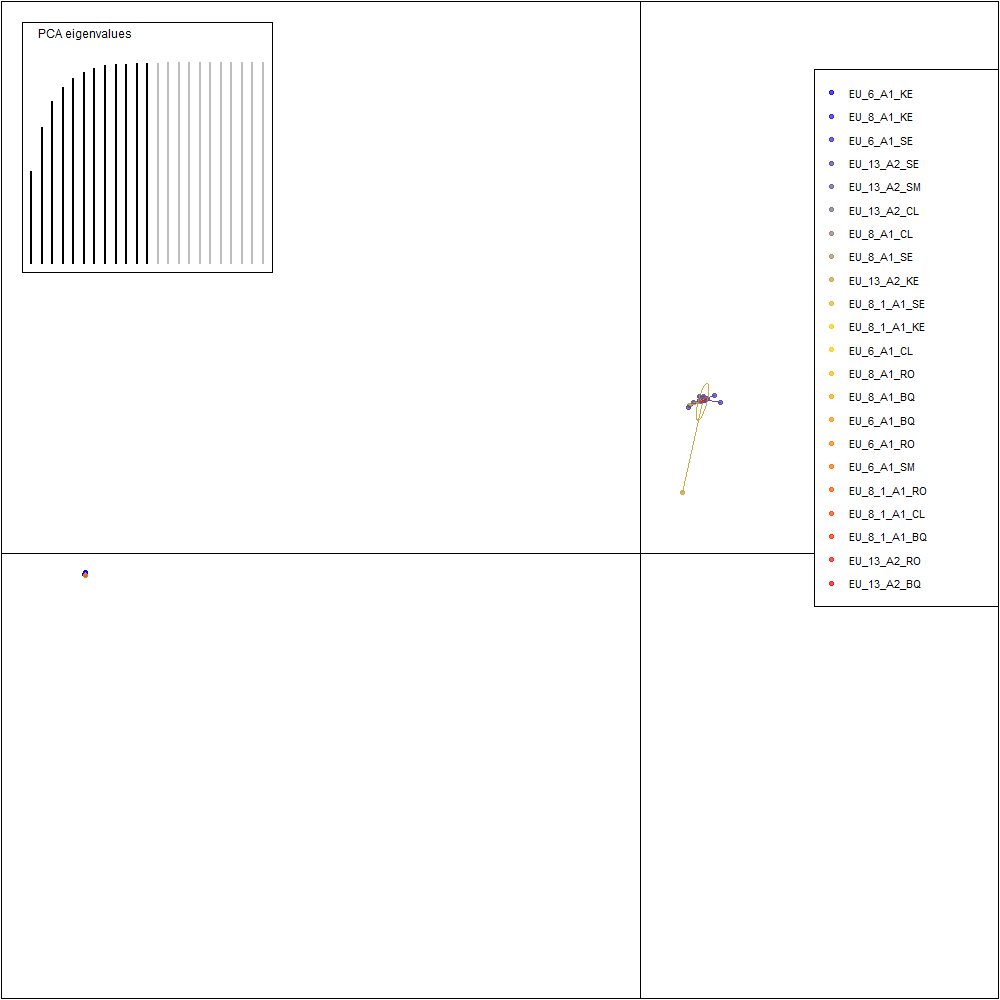 PCA eigenvalues
EU_6_A1_KE
EU_8_A1_KE
EU_6_A1_SE
EU_13_A2_SE
EU_13_A2_SM
EU_13_A2_CL
EU_8_A1_CL
EU_8_A1_SE
EU_13_A2_KE
EU_8_1_A1_SE
EU_8_1_A1_KE
EU_6_A1_CL
EU_8_A1_RO
EU_8_A1_BQ
EU_6_A1_BQ
EU_6_A1_RO
EU_6_A1_SM
EU_8_1_A1_RO
EU_8_1_A1_CL
EU_8_1_A1_BQ
EU_13_A2_RO
EU_13_A2_BQ